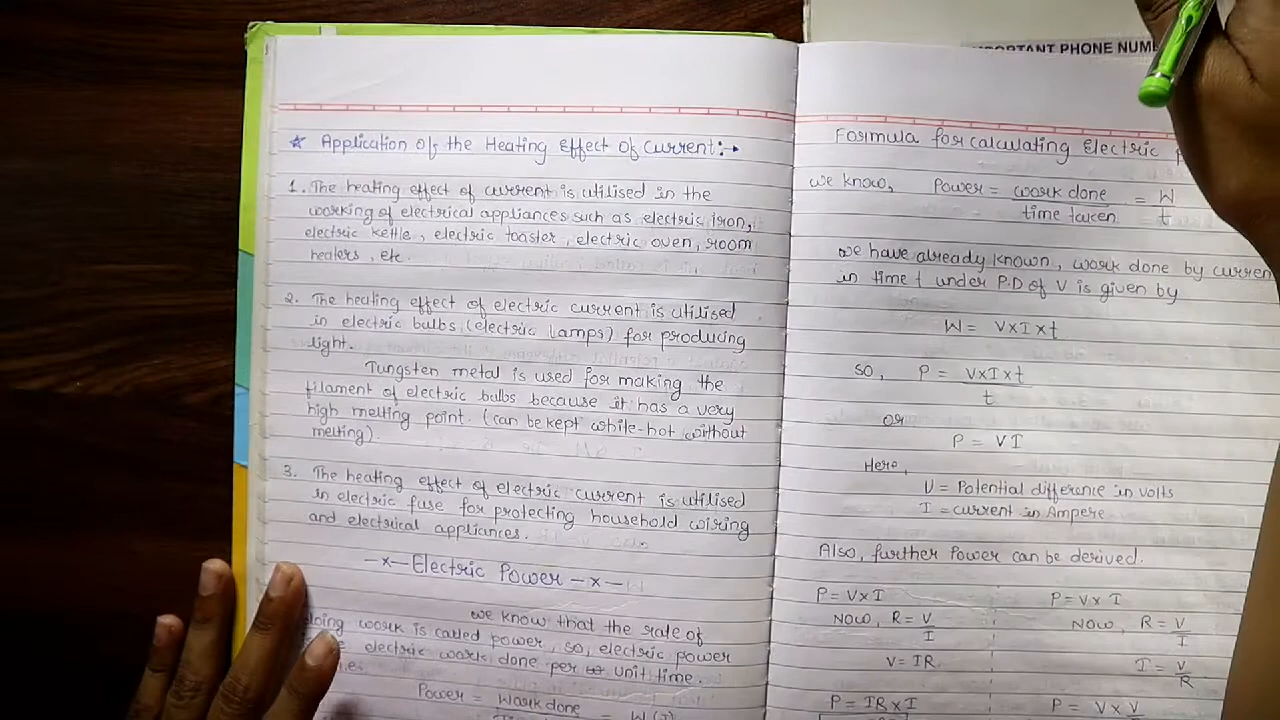 IMPORTANT PHONE NUM
☆ Application of the Heating Effect of Current:→
1. The heating effect of current is utilised in the
working of electrical appliances such as electric iron,
electric kettle, electric toaster, electric oven, room
heaters, etc.
2. The heating effect of electric current is utilised
in electric bulbs (electric Lamps) for producing
light.
Tungsten metal is used for making the
filament of electric bulbs because it has a very
high melting point. (can be kept while-hot without
melting).
3. The heating effect of electric current is utilised
in electric fuse for protecting household wiring
and electrical appliances.
-x- Electric Power -x-
we know that the rate of
doing work is called power, so, electric power
electric work done per unit time.
Power = Work done = W(J)
Formula for calculating Electric
we know, Power = work done = W
time taken t
we have already known, work done by current
in time t under P.D of V is given by
W = V×I×t
so, P = V×I×t
t
or
P = VI
Here,
V = Potential difference in volts
I = current in Ampere
Also, further Power can be derived.
P = V×I P = V×I
NOW, R = V NOW, R = V
I I
V = IR I = V
R
P = IR×I P = V×V